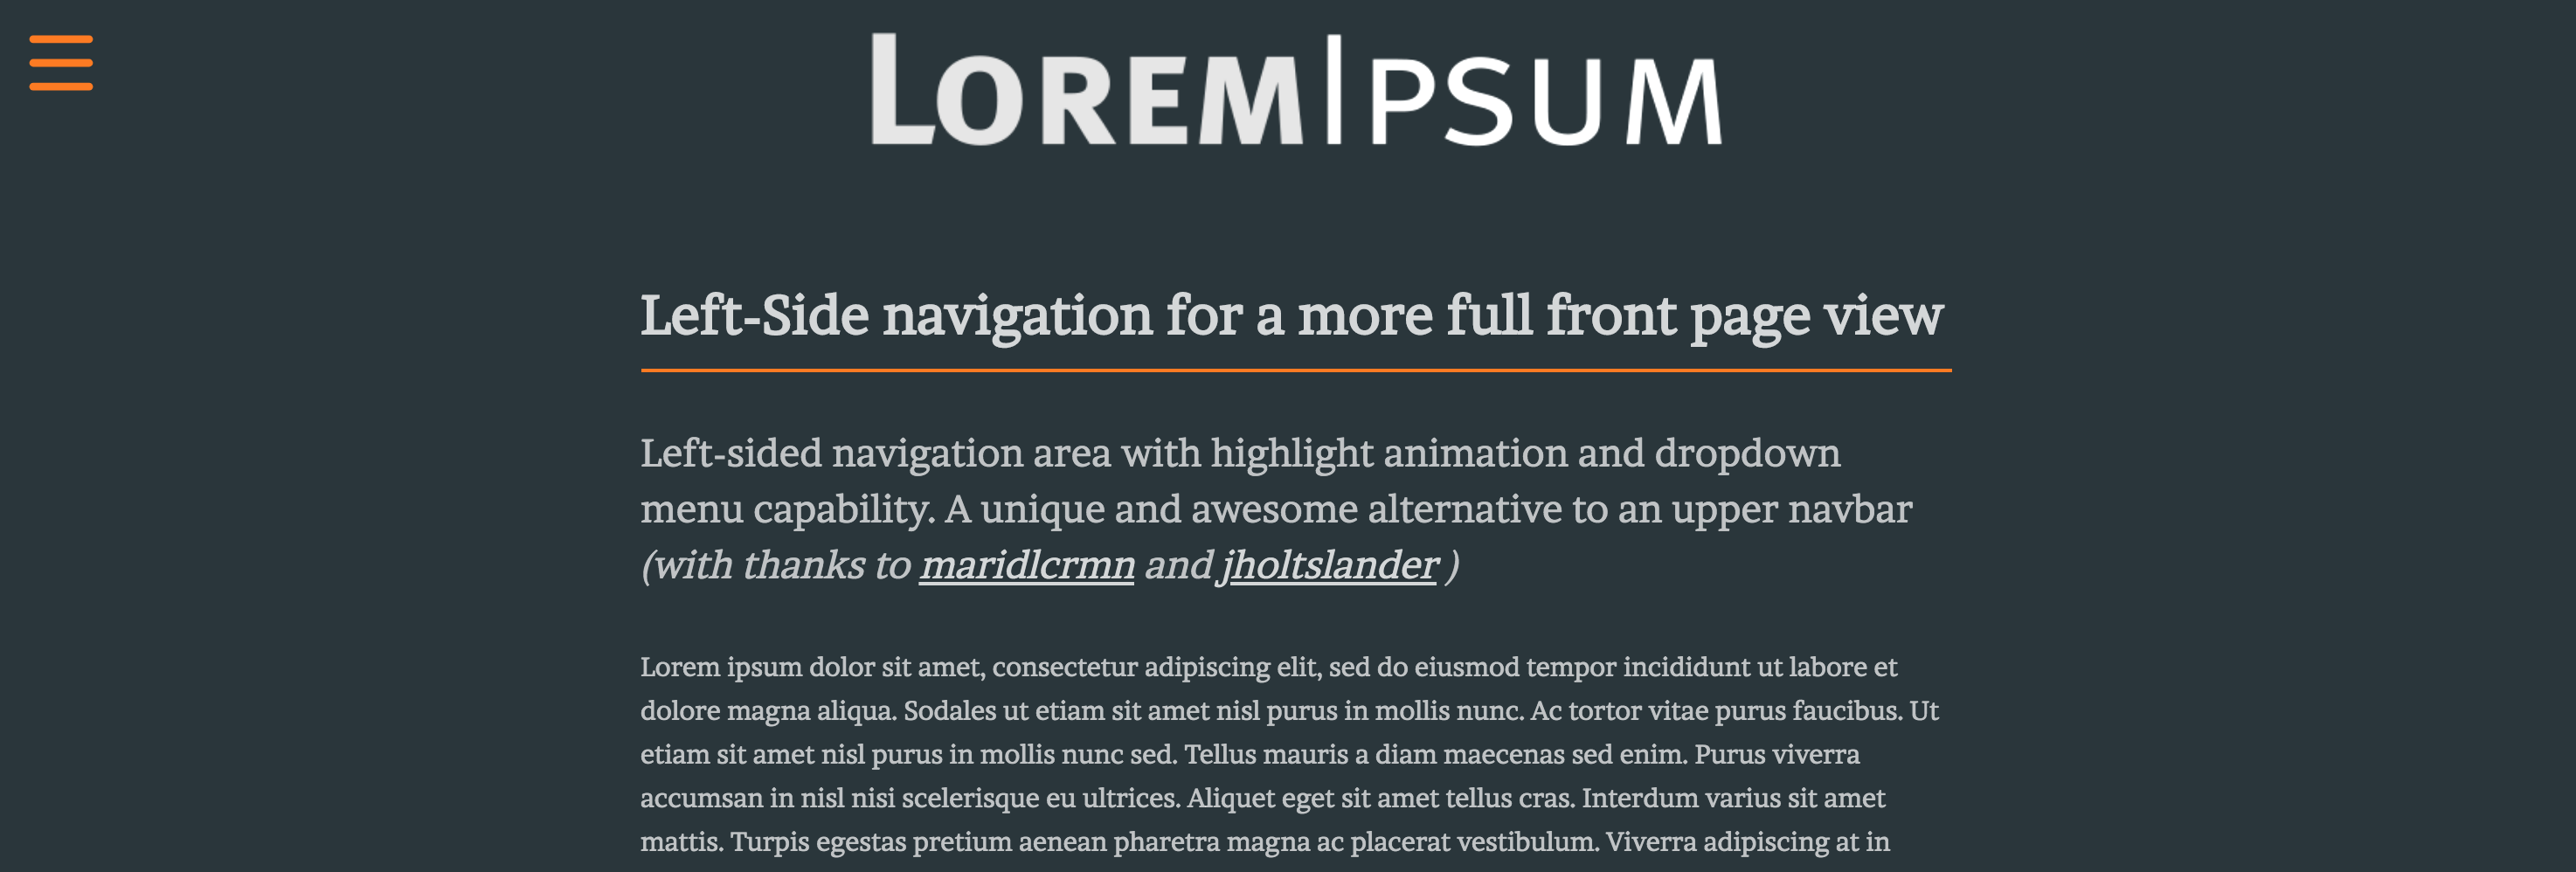 LOREM IPSUM
Left-Side navigation for a more full front page view
Left-sided navigation area with highlight animation and dropdown
menu capability. A unique and awesome alternative to an upper navbar
(with thanks to maridlcrmn and jholtslander )
Lorem ipsum dolor sit amet, consectetur adipiscing elit, sed do eiusmod tempor incididunt ut labore et
dolore magna aliqua. Sodales ut etiam sit amet nisl purus in mollis nunc. Ac tortor vitae purus faucibus. Ut
etiam sit amet nisl purus in mollis nunc sed. Tellus mauris a diam maecenas sed enim. Purus viverra
accumsan in nisl nisi scelerisque eu ultrices. Aliquet eget sit amet tellus cras. Interdum varius sit amet
mattis. Turpis egestas pretium aenean pharetra magna ac placerat vestibulum. Viverra adipiscing at in